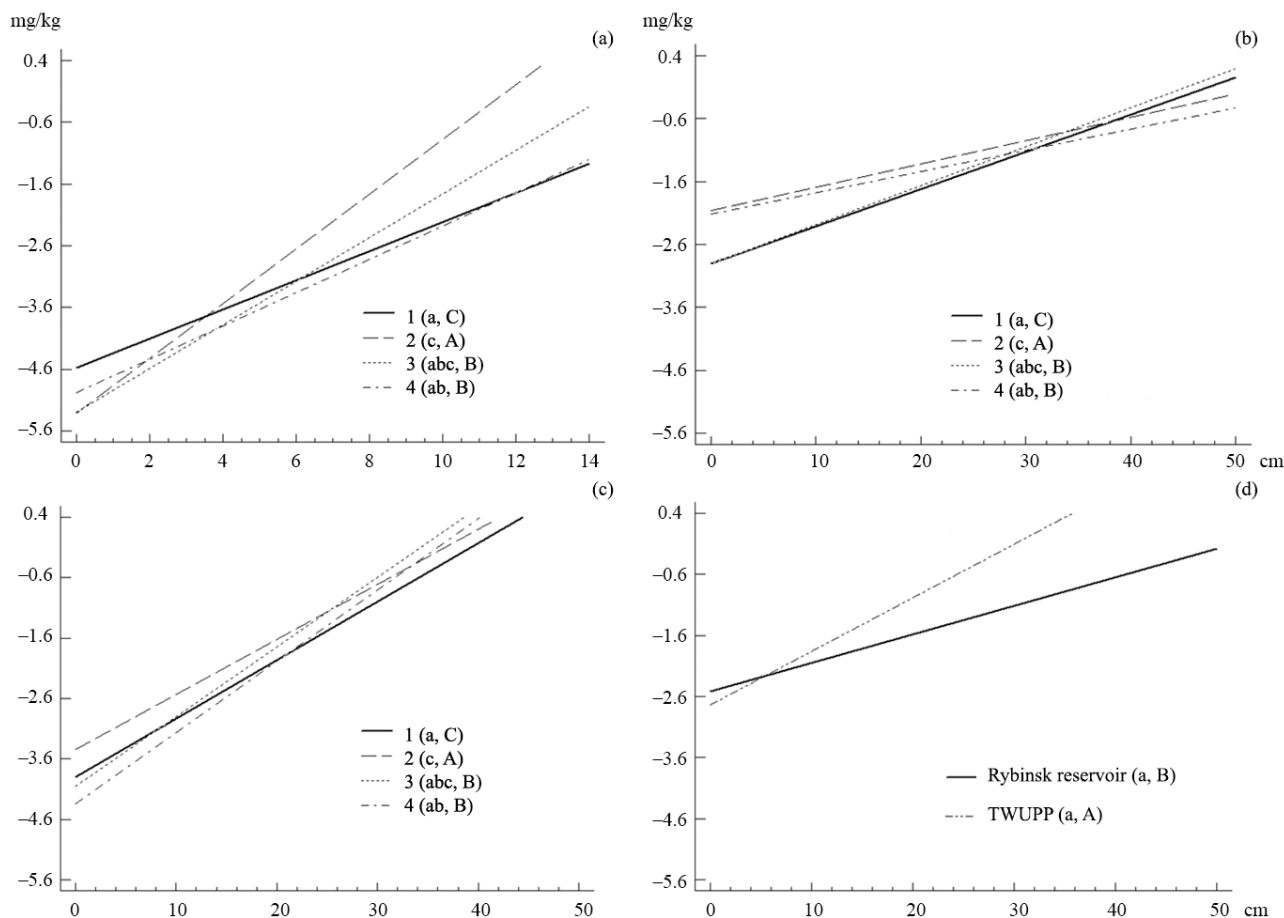 mg/kg
(a)
0.4
−0.6
−1.6
−2.6
−3.6
−4.6
−5.6
1 (a, C)
2 (c, A)
3 (abc, B)
4 (ab, B)
0 2 4 6 8 10 12 14
mg/kg
(b)
0.4
−0.6
−1.6
−2.6
−3.6
−4.6
−5.6
1 (a, C)
2 (c, A)
3 (abc, B)
4 (ab, B)
0 10 20 30 40 50 cm
(c)
0.4
−0.6
−1.6
−2.6
−3.6
−4.6
−5.6
1 (a, C)
2 (c, A)
3 (abc, B)
4 (ab, B)
0 10 20 30 40 50
(d)
0.4
−0.6
−1.6
−2.6
−3.6
−4.6
−5.6
Rybinsk reservoir (a, B)
TWUPP (a, A)
0 10 20 30 40 50 cm